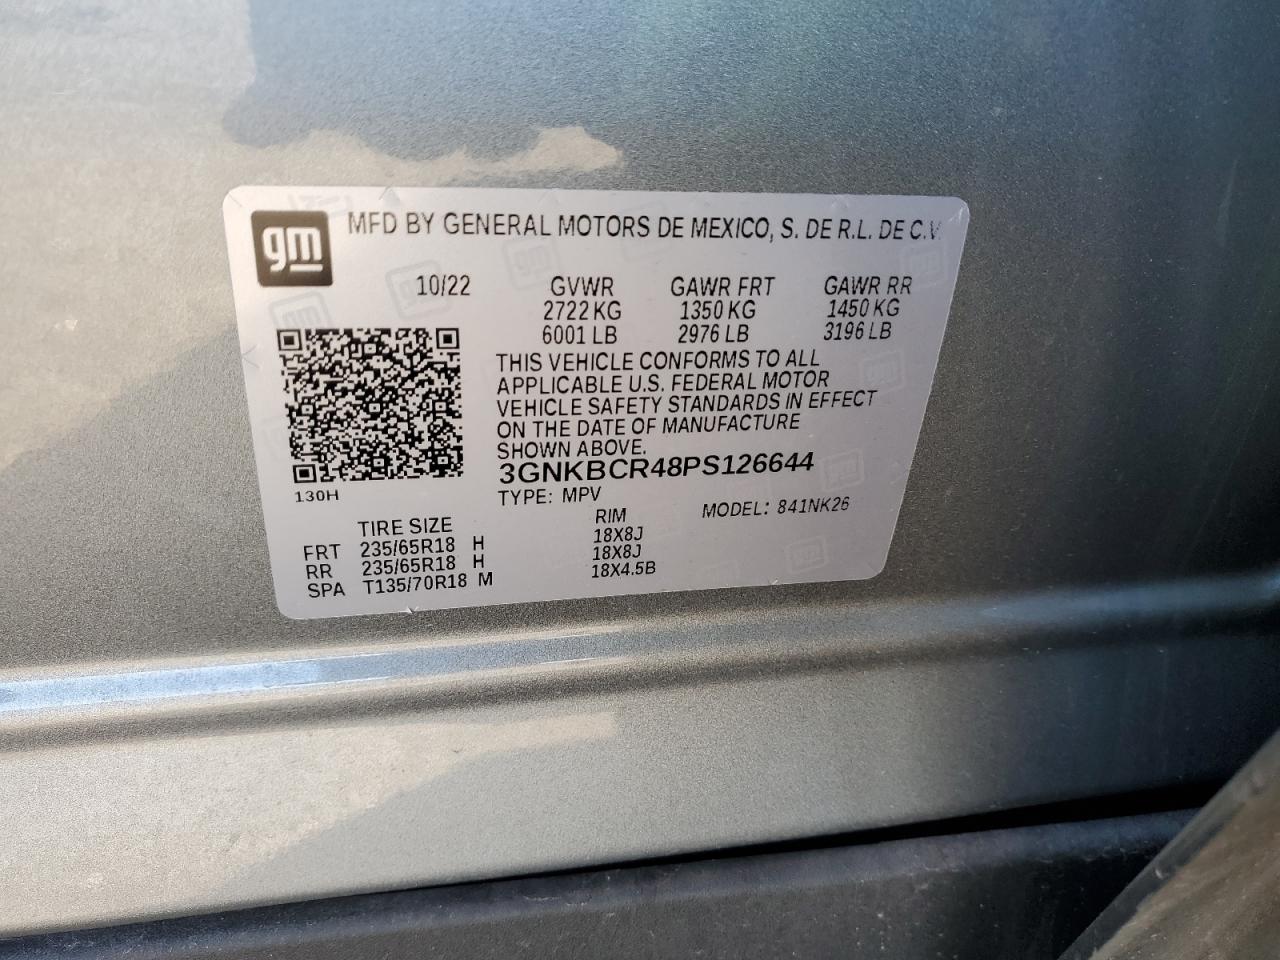 gm MFD BY GENERAL MOTORS DE MEXICO, S. DE R.L. DE C.V.
10/22 GVWR GAWR FRT GAWR RR
2722 KG 1350 KG 1450 KG
6001 LB 2976 LB 3196 LB
THIS VEHICLE CONFORMS TO ALL
APPLICABLE U.S. FEDERAL MOTOR
VEHICLE SAFETY STANDARDS IN EFFECT
ON THE DATE OF MANUFACTURE
SHOWN ABOVE.
3GNKBCR48PS126644
130H TYPE: MPV MODEL: 841NK26
TIRE SIZE RIM
FRT 235/65R18 H 18X8J
RR 235/65R18 H 18X8J
SPA T135/70R18 M 18X4.5B